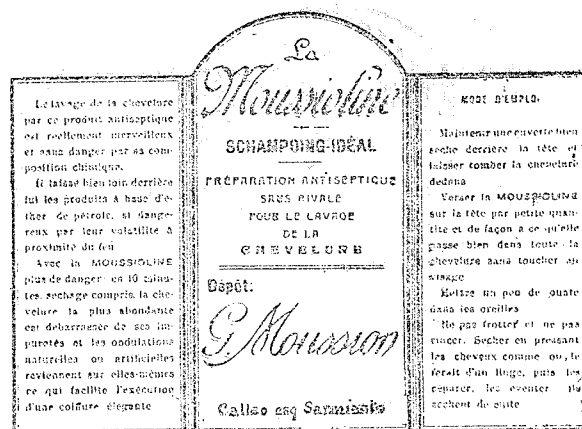 Le lavage de la chevelure
par ce produit antiseptique
est reellement merveilleux
et sans danger par sa com-
position chimique.
Il laisse bien loin derrière
lui les produits à base d'é-
ther de pétrole, si dange-
reux par leur volatilité à
proximité du feu
Avec la MOUSSIOLINE
plus de danger en 10 minu-
tes, sechage compris, la che-
velure la plus abondante
est debarrassée de ses im-
puretés et les ondulations
naturelles ou artificielles
reviennent sur elles-mêmes
ce qui facilite l'exécution
d'une coiffure élégante
La
Moussioline
SCHAMPOING-IDÉAL
PRÉPARATION ANTISEPTIQUE
SANS RIVALE
POUR LE LAVAGE
DE LA
CHEVELURE
Dépôt:
G. Moussion
Callao esq Sarmiento
MODE D'EMPLOI
Maintenir une cuvette bien
seche derrière la tête et
laisser tomber la chevelure
dedans
Verser la MOUSSIOLINE
sur la tête par petite quan-
tité et de façon a ce qu'elle
passe bien dans toute la
chevelure sans toucher au
visage
Mettre un peu de ouate
dans les oreilles
Ne pas frotter et ne pas
rincer. Secher en pressant
les cheveux comme on le
ferait d'un linge, puis les
séparer, les eventer ils
sechent de suite